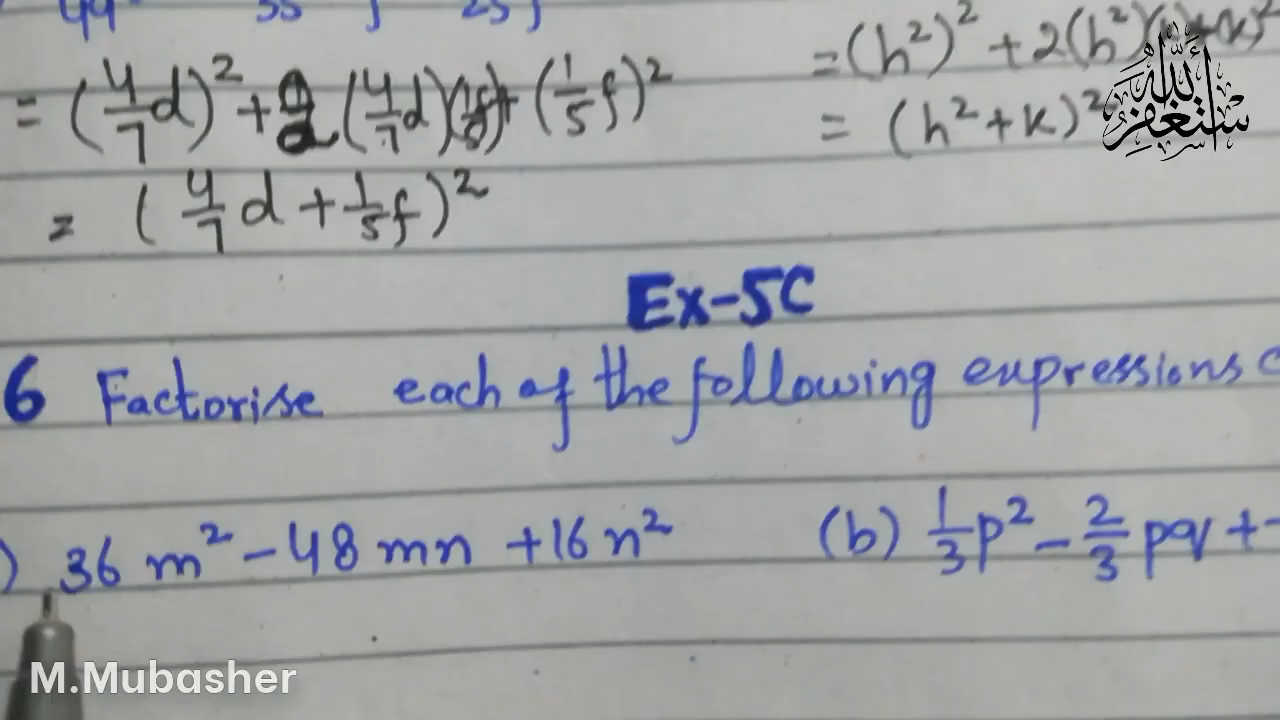 = (4/7 d)² + 2 (4/7 d)(1/5 f) + (1/5 f)²
= (4/7 d + 1/5 f)²
= (h²)² + 2(h²)
= (h² + k)²
أستغفر الله
Ex-5C
6 Factorise each of the following expressions
) 36 m² - 48 mn + 16 n² (b) 1/3 p² - 2/3 pq +
M.Mubasher